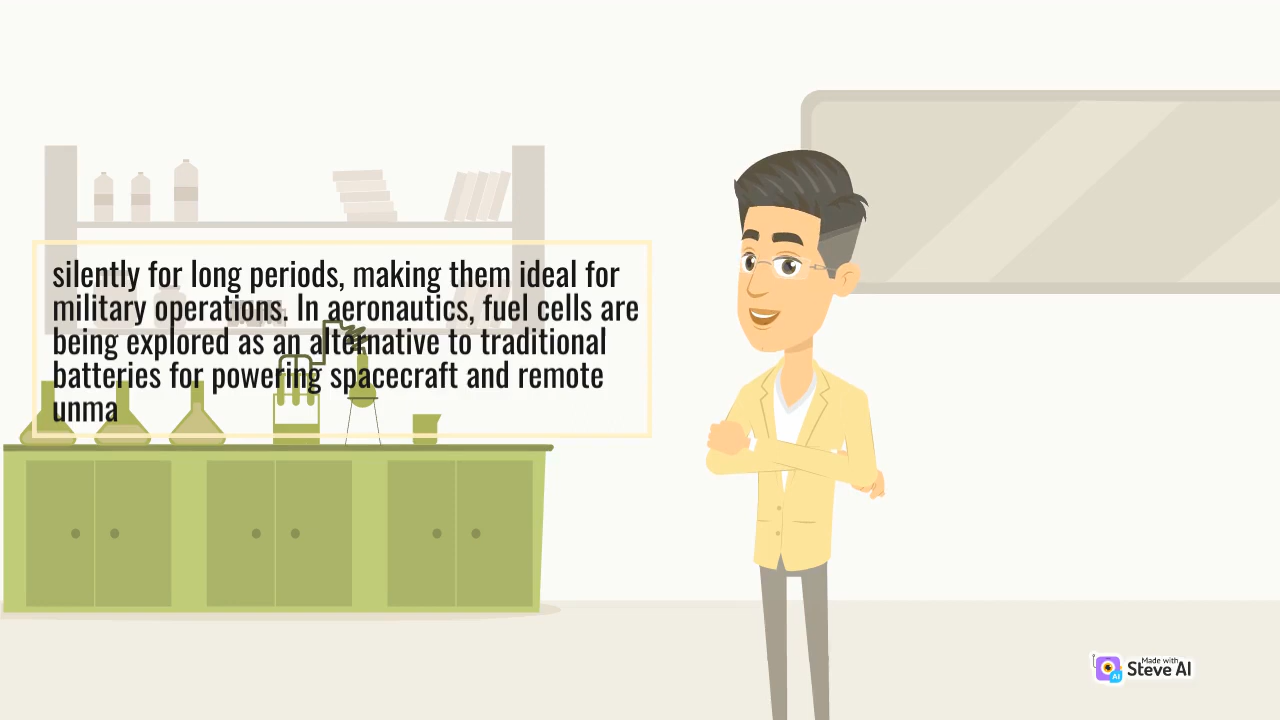 silently for long periods, making them ideal for
military operations. In aeronautics, fuel cells are
being explored as an alternative to traditional
batteries for powering spacecraft and remote
unma
Made with
Steve AI
AI